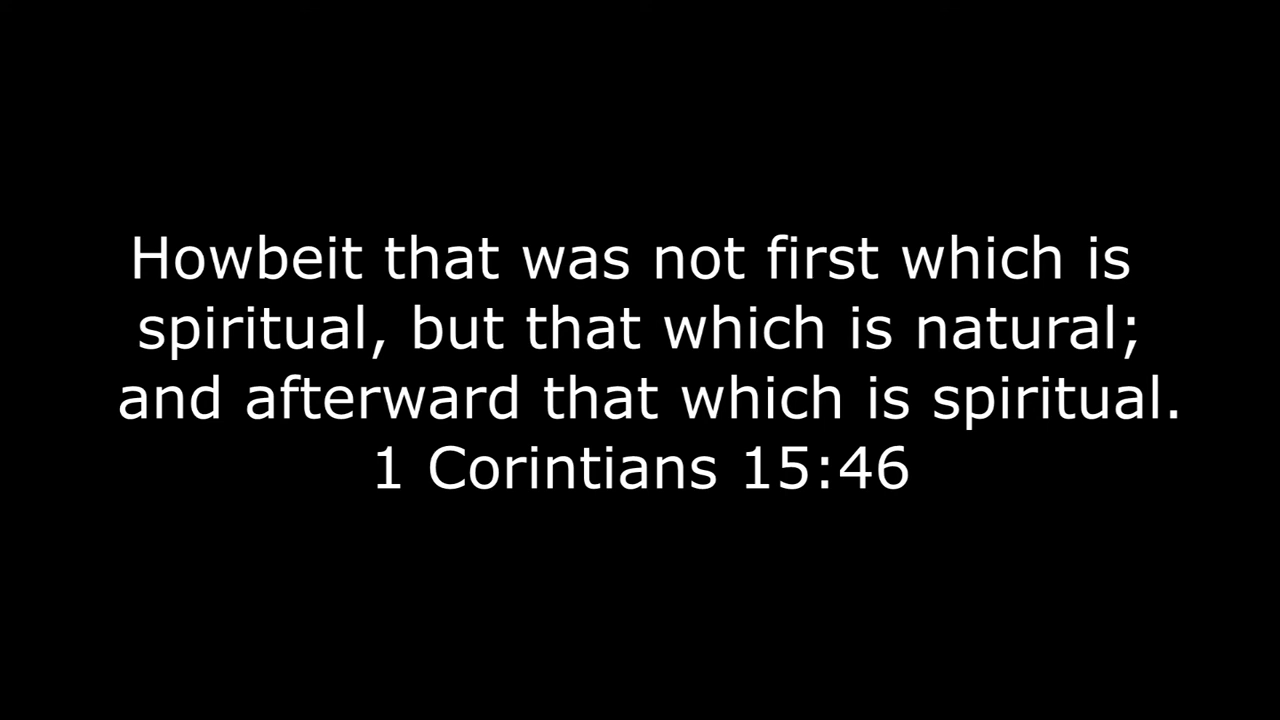 Howbeit that was not first which is
spiritual, but that which is natural;
and afterward that which is spiritual.
1 Corintians 15:46